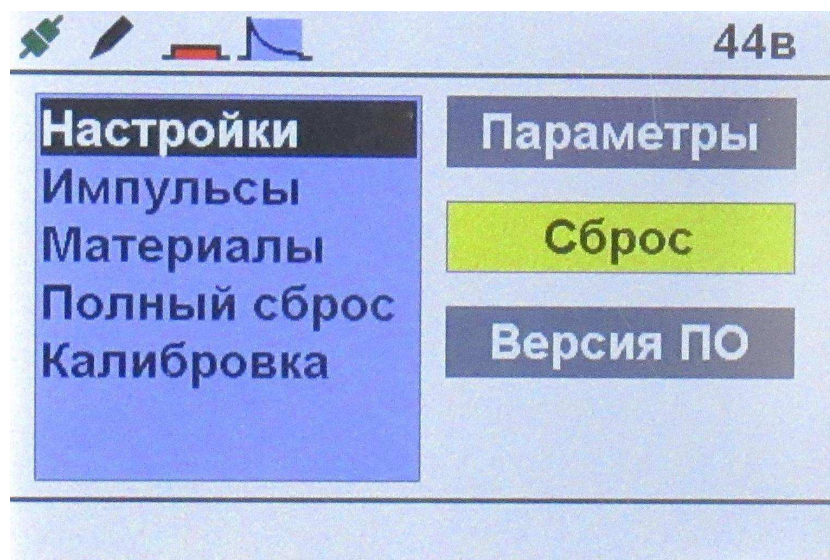 44в
Настройки
Импульсы
Материалы
Полный сброс
Калибровка
Параметры
Сброс
Версия ПО